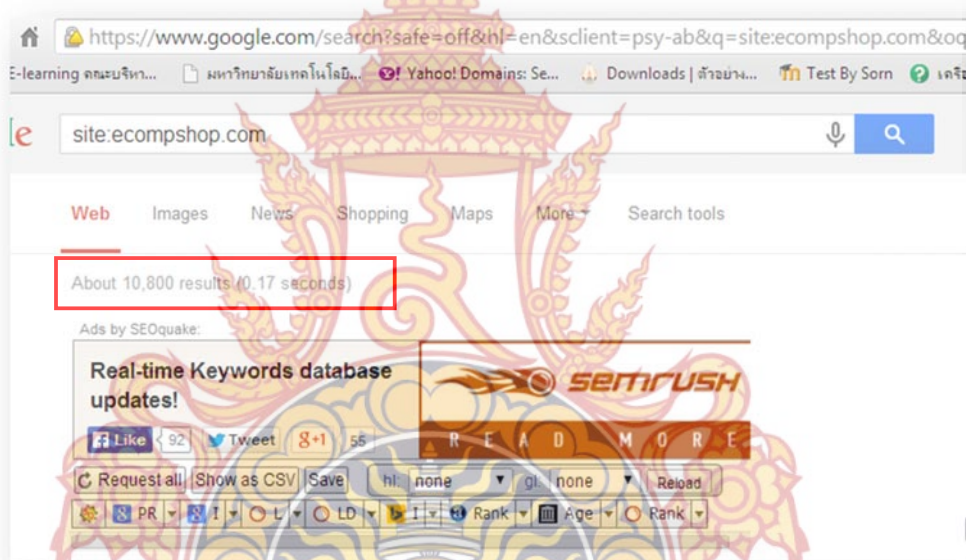 https://www.google.com/search?safe=off&hl=en&sclient=psy-ab&q=site:ecompshop.com&oq
E-learning คณะบริหา... มหาวิทยาลัยเทคโนโลยี... Yahoo! Domains: Se... Downloads | ตัวอย่าง... Test By Sorn
le site:ecompshop.com
Web Images News Shopping Maps More Search tools
About 10,800 results (0.17 seconds)
Ads by SEOquake:
Real-time Keywords database
updates!
semrush
Like 92 Tweet 8+1 55
READ MORE
Request all Show as CSV Save hl: none gl: none Reload
PR I L LD I Rank Age Rank